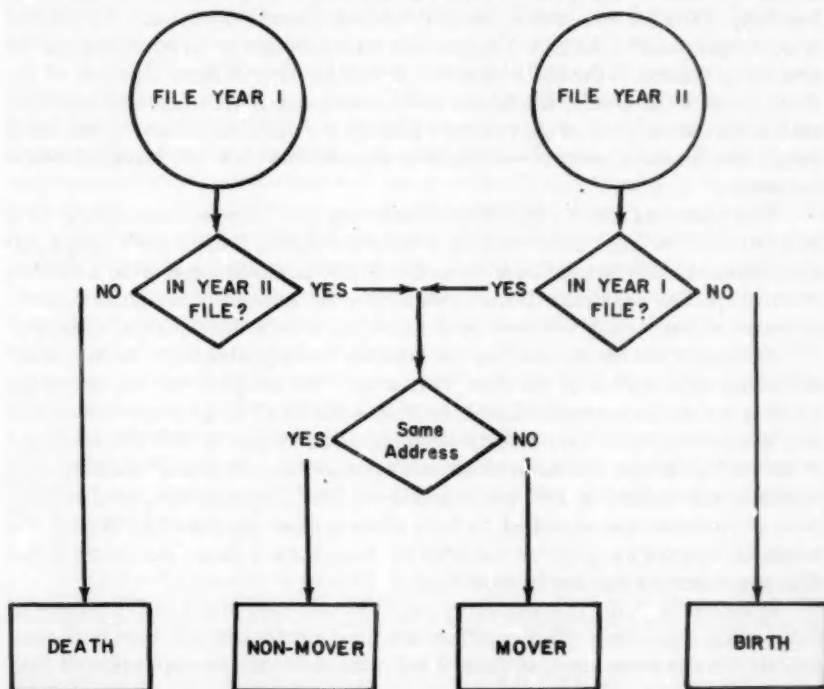 FILE YEAR I
FILE YEAR II
NO
IN YEAR II
FILE?
YES
YES
IN YEAR I
FILE?
NO
YES
Same
Address
NO
DEATH
NON-MOVER
MOVER
BIRTH